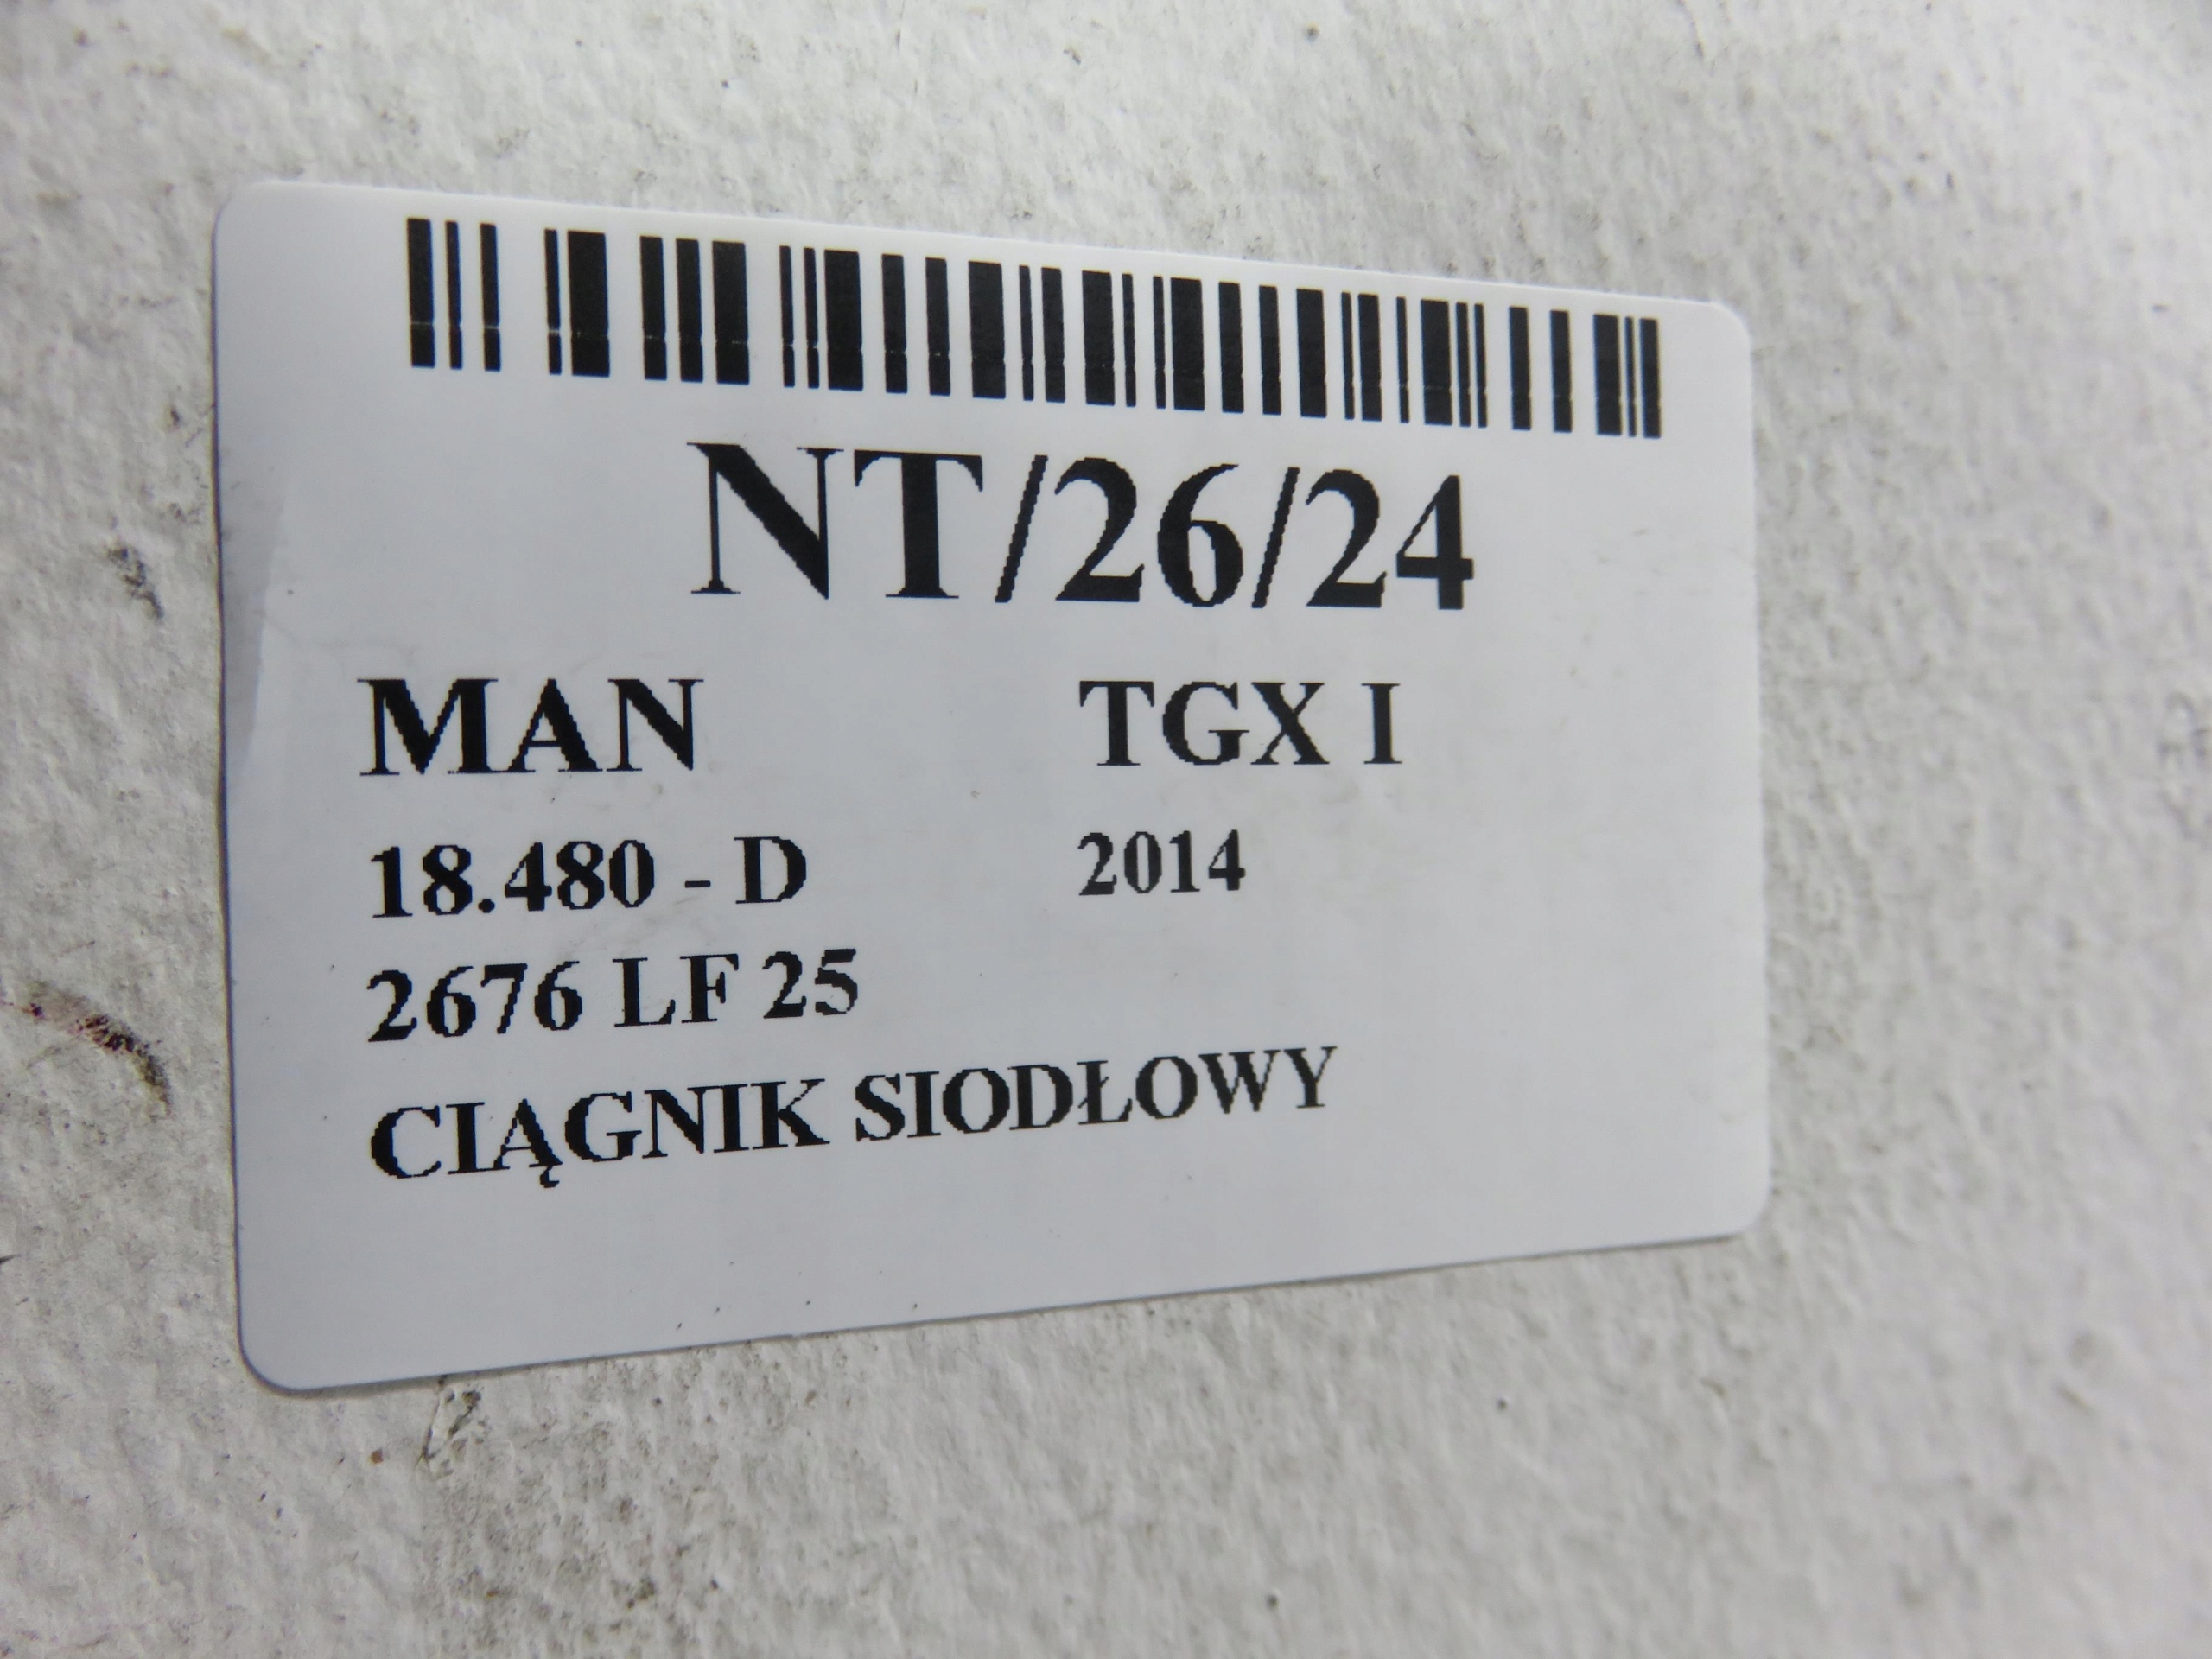 NT/26/24
MAN TGX I
18.480 - D 2014
2676 LF 25
CIĄGNIK SIODŁOWY